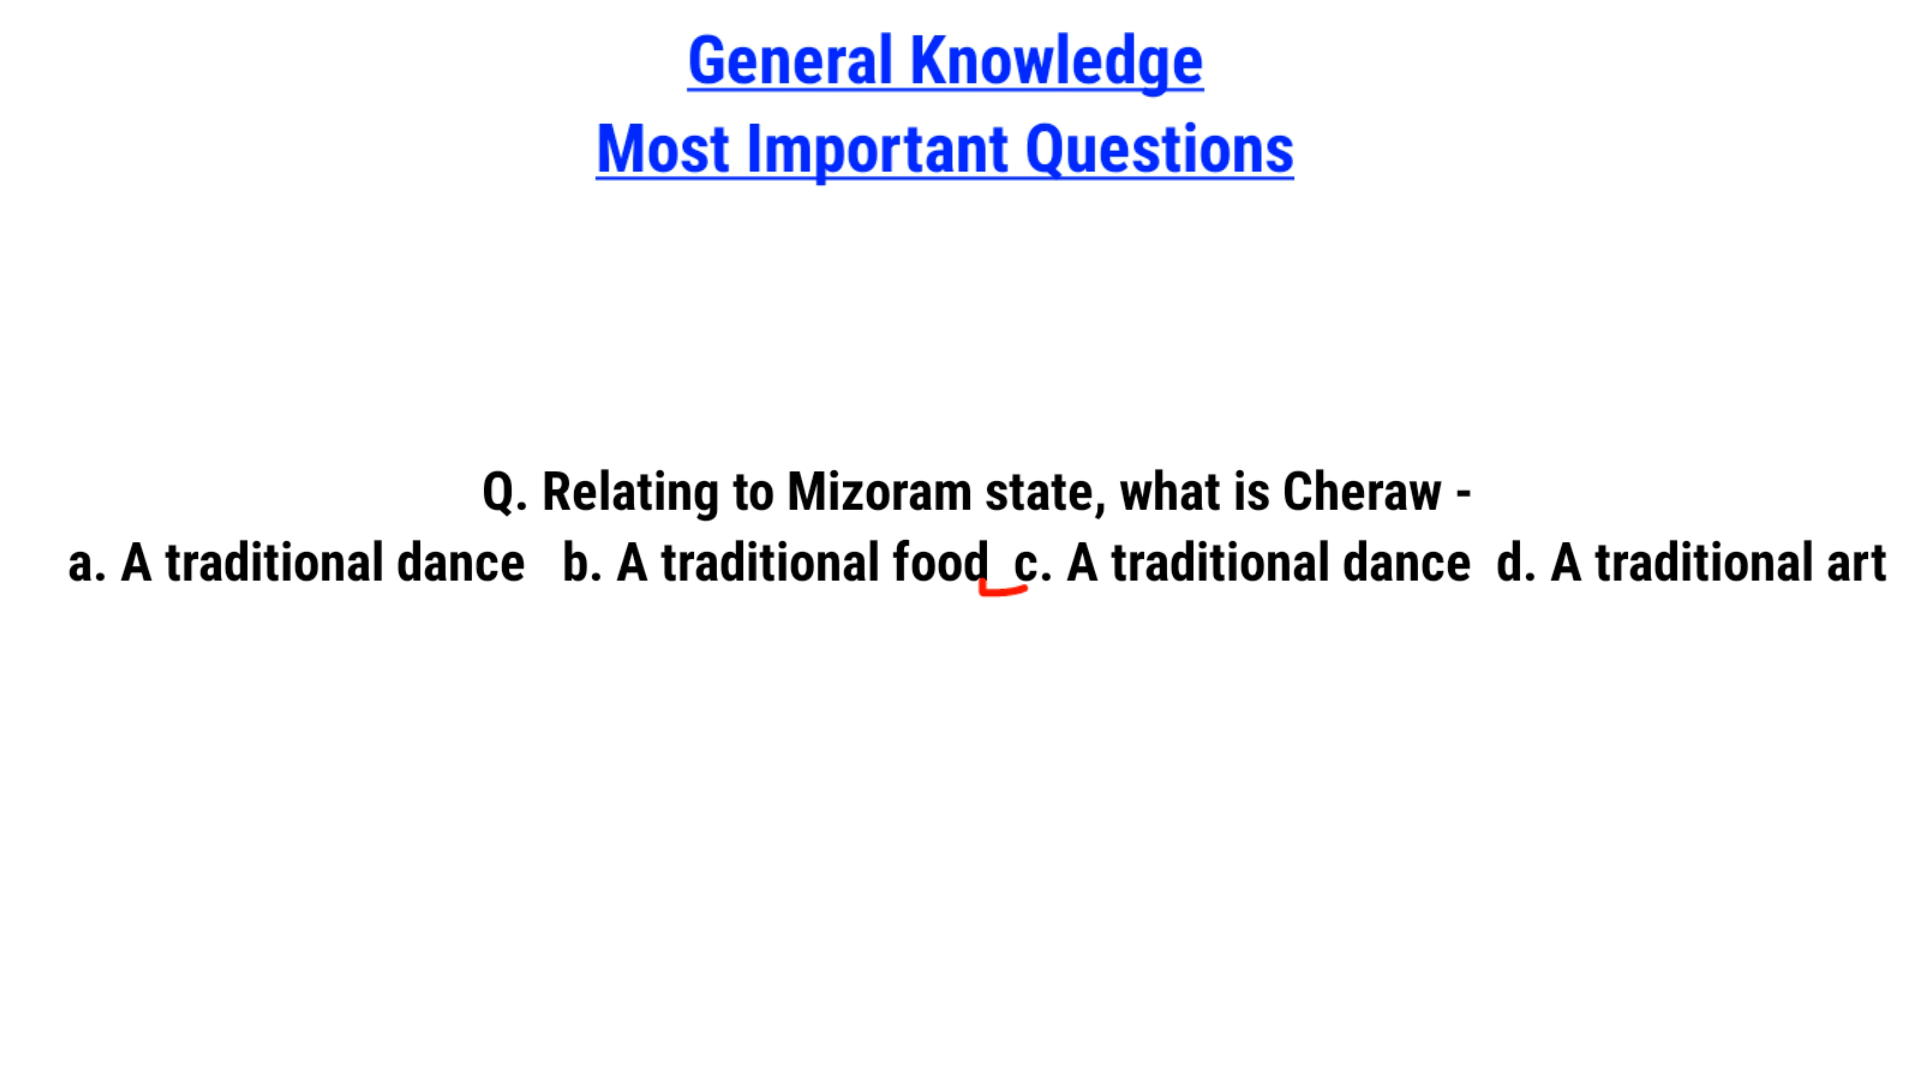 General Knowledge
Most Important Questions
Q. Relating to Mizoram state, what is Cheraw -
a. A traditional dance b. A traditional food c. A traditional dance d. A traditional art